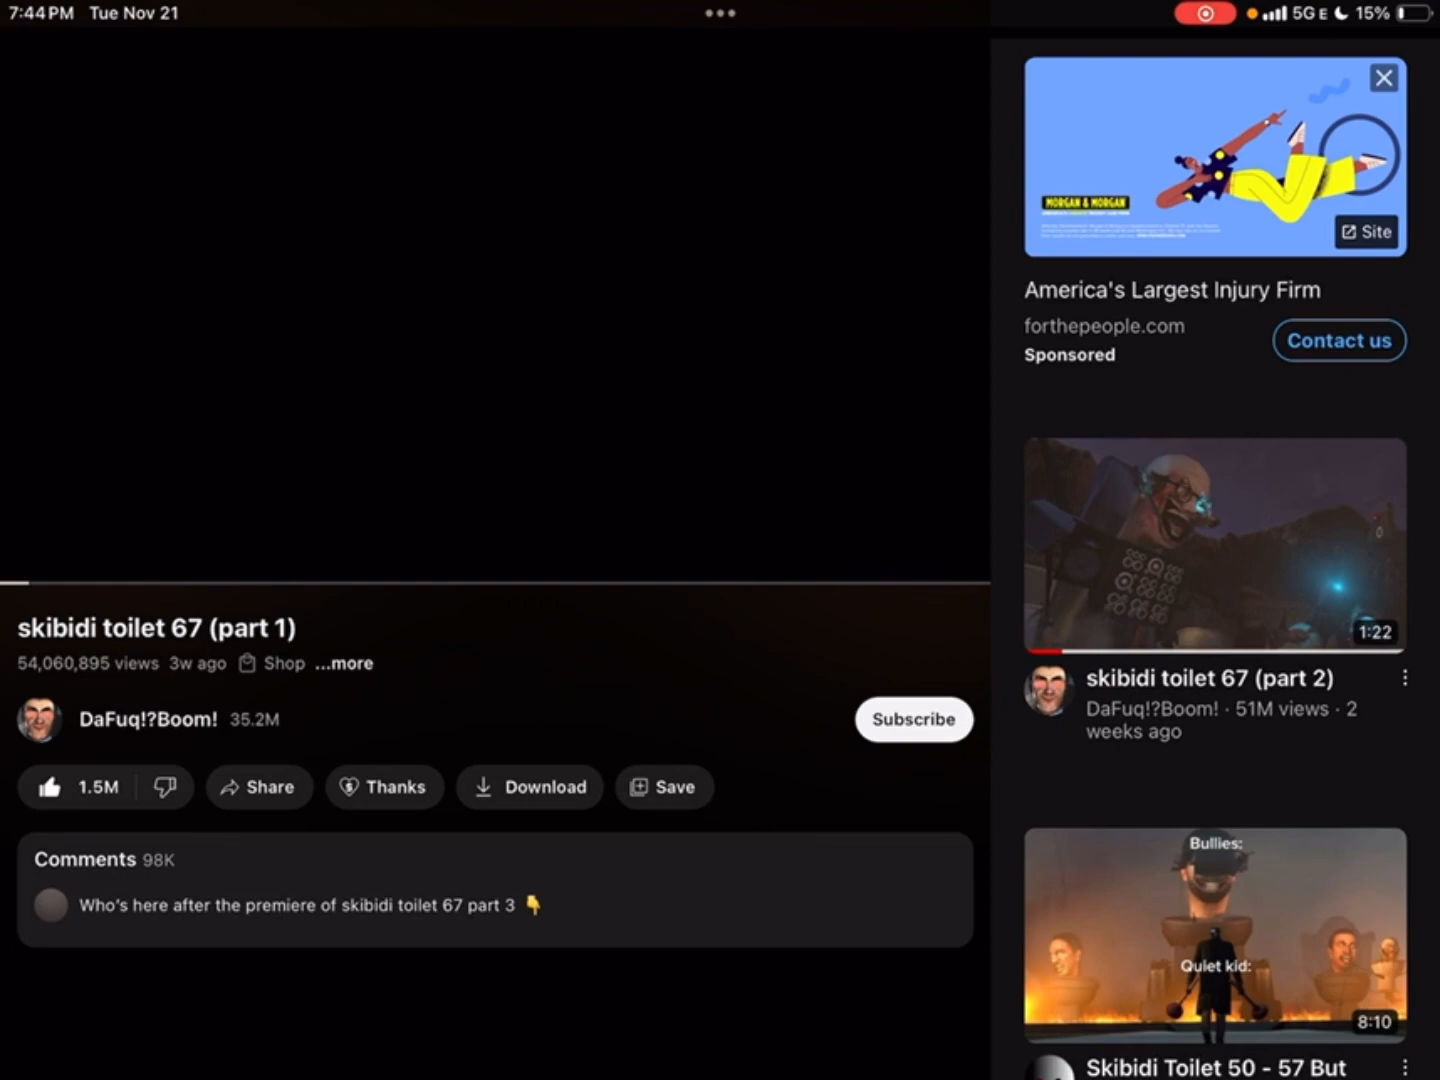 7:44 PM Tue Nov 21
5G E 15%
MORGAN & MORGAN
Site
America's Largest Injury Firm
forthepeople.com
Sponsored
Contact us
1:22
skibidi toilet 67 (part 2)
DaFuq!?Boom! · 51M views · 2
weeks ago
Bullies:
Quiet kid:
8:10
Skibidi Toilet 50 - 57 But
skibidi toilet 67 (part 1)
54,060,895 views 3w ago Shop ...more
DaFuq!?Boom! 35.2M
Subscribe
1.5M Share Thanks Download Save
Comments 98K
Who's here after the premiere of skibidi toilet 67 part 3 👇